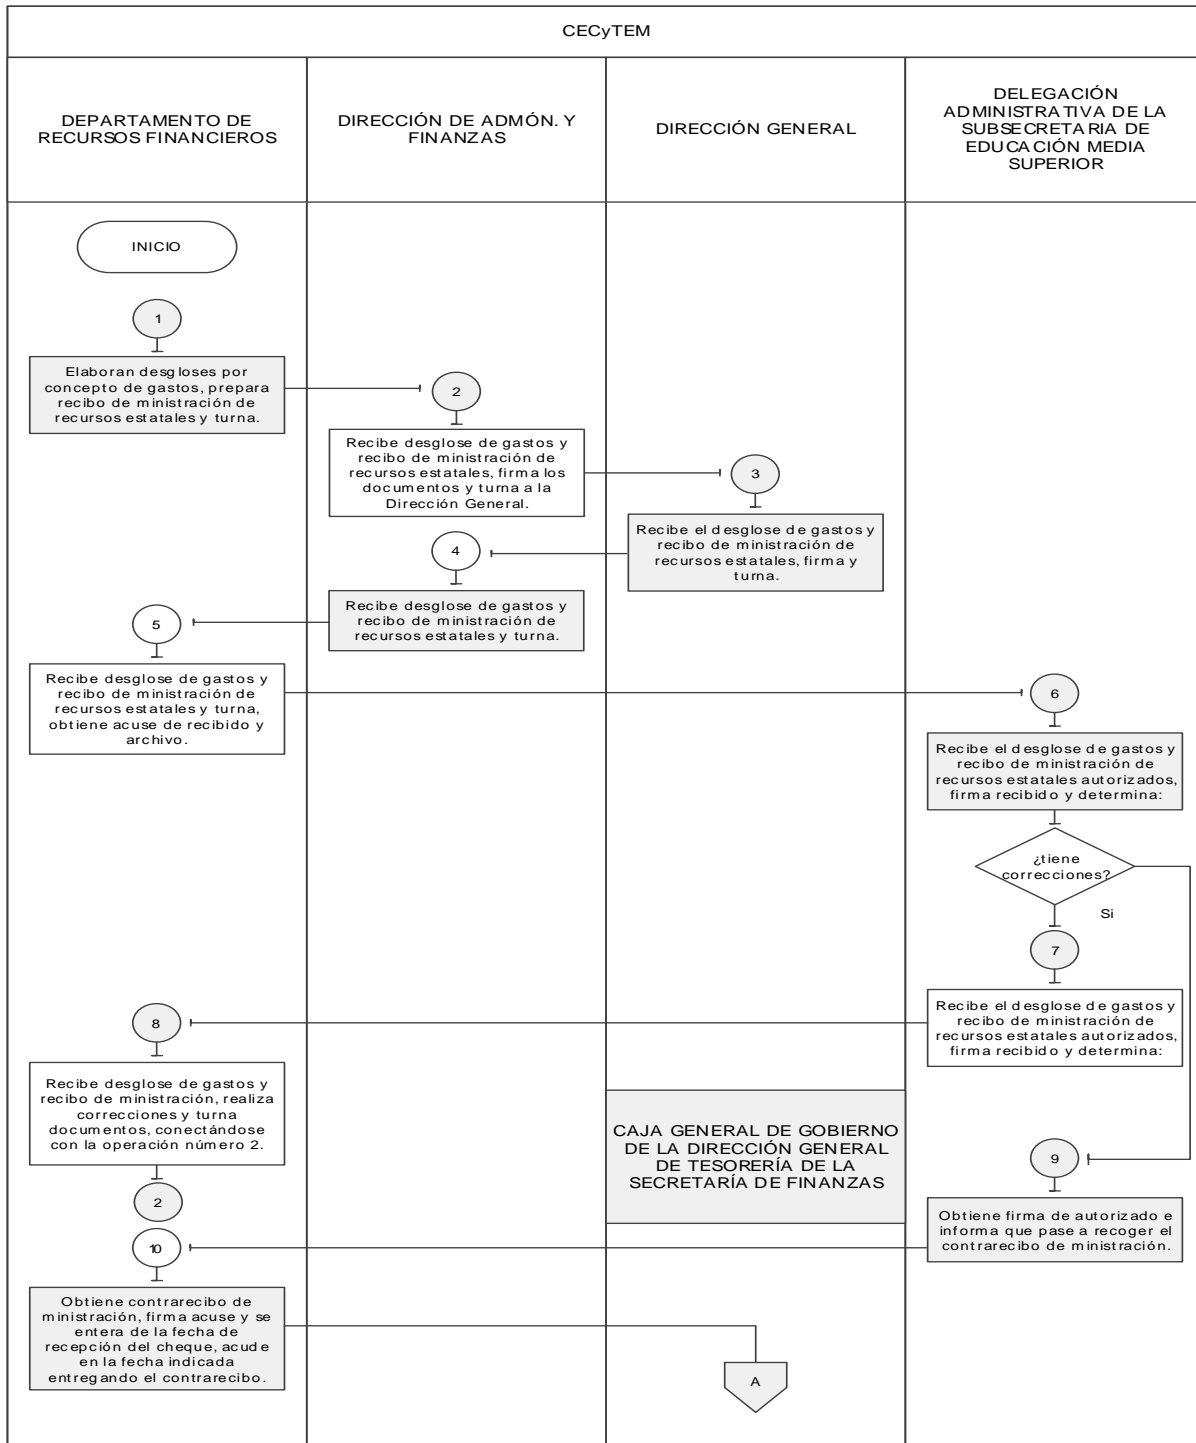 CECyTEM
DEPARTAMENTO DE
RECURSOS FINANCIEROS
DIRECCIÓN DE ADMÓN. Y
FINANZAS
DIRECCIÓN GENERAL
DELEGACIÓN
ADMINISTRATIVA DE LA
SUBSECRETARIA DE
EDUCACIÓN MEDIA
SUPERIOR
INICIO
1
Elaboran desgloses por
concepto de gastos, prepara
recibo de ministración de
recursos estatales y turna.
2
Recibe desglose de gastos y
recibo de ministración de
recursos estatales, firma los
documentos y turna a la
Dirección General.
3
Recibe el desglose de gastos y
recibo de ministración de
recursos estatales, firma y
turna.
4
Recibe desglose de gastos y
recibo de ministración de
recursos estatales y turna.
5
Recibe desglose de gastos y
recibo de ministración de
recursos estatales y turna,
obtiene acuse de recibido y
archivo.
6
Recibe el desglose de gastos y
recibo de ministración de
recursos estatales autorizados,
firma recibido y determina:
¿tiene
correcciones?
Si
7
Recibe el desglose de gastos y
recibo de ministración de
recursos estatales autorizados,
firma recibido y determina:
8
Recibe desglose de gastos y
recibo de ministración, realiza
correcciones y turna
documentos, conectándose
con la operación número 2.
2
CAJA GENERAL DE GOBIERNO
DE LA DIRECCIÓN GENERAL
DE TESORERÍA DE LA
SECRETARÍA DE FINANZAS
9
Obtiene firma de autorizado e
informa que pase a recoger el
contrarecibo de ministración.
10
Obtiene contrarecibo de
ministración, firma acuse y se
entera de la fecha de
recepción del cheque, acude
en la fecha indicada
entregando el contrarecibo.
A